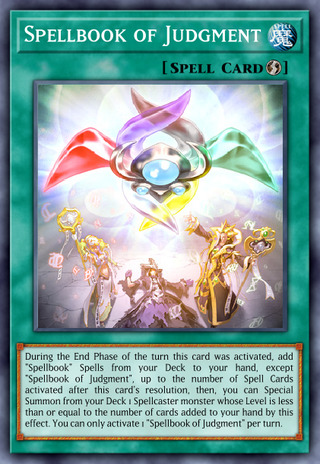 SPELLBOOK OF JUDGMENT
[SPELL CARD]
During the End Phase of the turn this card was activated, add
"Spellbook" Spells from your Deck to your hand, except
"Spellbook of Judgment", up to the number of Spell Cards
activated after this card's resolution, then, you can Special
Summon from your Deck 1 Spellcaster monster whose Level is less
than or equal to the number of cards added to your hand by this
effect. You can only activate 1 "Spellbook of Judgment" per turn.